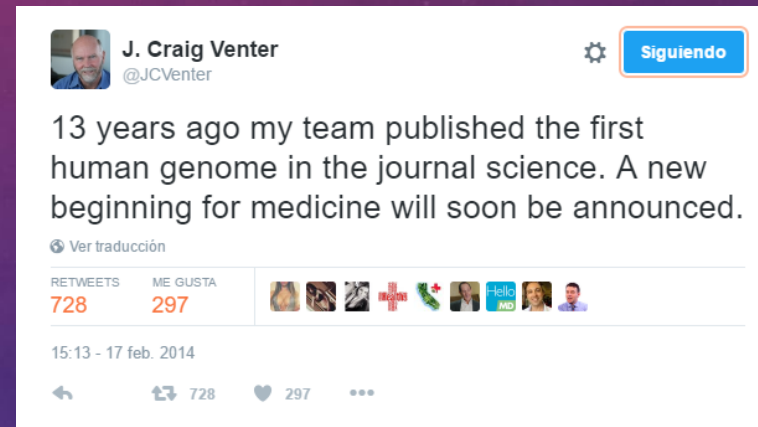 J. Craig Venter
@JCVenter
Siguiendo
13 years ago my team published the first
human genome in the journal science. A new
beginning for medicine will soon be announced.
Ver traducción
RETWEETS ME GUSTA
728 297
Hello
MD
15:13 - 17 feb. 2014
728 297